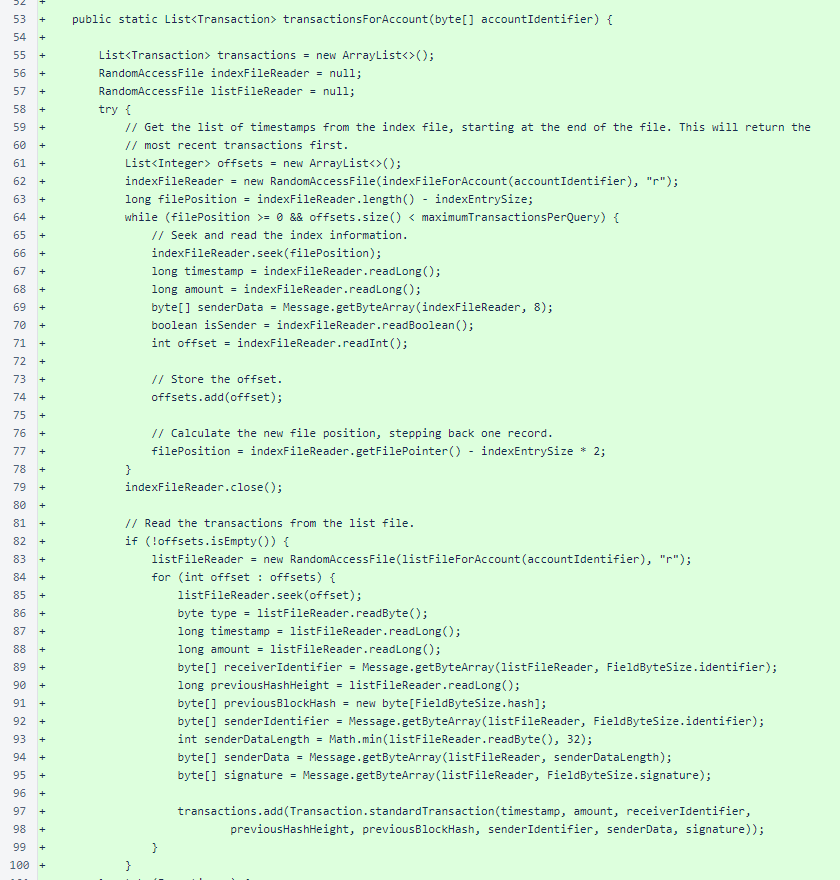 52 +
53 + public static List<Transaction> transactionsForAccount(byte[] accountIdentifier) {
54 +
55 + List<Transaction> transactions = new ArrayList<>();
56 + RandomAccessFile indexFileReader = null;
57 + RandomAccessFile listFileReader = null;
58 + try {
59 + // Get the list of timestamps from the index file, starting at the end of the file. This will return the
60 + // most recent transactions first.
61 + List<Integer> offsets = new ArrayList<>();
62 + indexFileReader = new RandomAccessFile(indexFileForAccount(accountIdentifier), "r");
63 + long filePosition = indexFileReader.length() - indexEntrySize;
64 + while (filePosition >= 0 && offsets.size() < maximumTransactionsPerQuery) {
65 + // Seek and read the index information.
66 + indexFileReader.seek(filePosition);
67 + long timestamp = indexFileReader.readLong();
68 + long amount = indexFileReader.readLong();
69 + byte[] senderData = Message.getByteArray(indexFileReader, 8);
70 + boolean isSender = indexFileReader.readBoolean();
71 + int offset = indexFileReader.readInt();
72 +
73 + // Store the offset.
74 + offsets.add(offset);
75 +
76 + // Calculate the new file position, stepping back one record.
77 + filePosition = indexFileReader.getFilePointer() - indexEntrySize * 2;
78 + }
79 + indexFileReader.close();
80 +
81 + // Read the transactions from the list file.
82 + if (!offsets.isEmpty()) {
83 + listFileReader = new RandomAccessFile(listFileForAccount(accountIdentifier), "r");
84 + for (int offset : offsets) {
85 + listFileReader.seek(offset);
86 + byte type = listFileReader.readByte();
87 + long timestamp = listFileReader.readLong();
88 + long amount = listFileReader.readLong();
89 + byte[] receiverIdentifier = Message.getByteArray(listFileReader, FieldByteSize.identifier);
90 + long previousHashHeight = listFileReader.readLong();
91 + byte[] previousBlockHash = new byte[FieldByteSize.hash];
92 + byte[] senderIdentifier = Message.getByteArray(listFileReader, FieldByteSize.identifier);
93 + int senderDataLength = Math.min(listFileReader.readByte(), 32);
94 + byte[] senderData = Message.getByteArray(listFileReader, senderDataLength);
95 + byte[] signature = Message.getByteArray(listFileReader, FieldByteSize.signature);
96 +
97 + transactions.add(Transaction.standardTransaction(timestamp, amount, receiverIdentifier,
98 + previousHashHeight, previousBlockHash, senderIdentifier, senderData, signature));
99 + }
100 + }